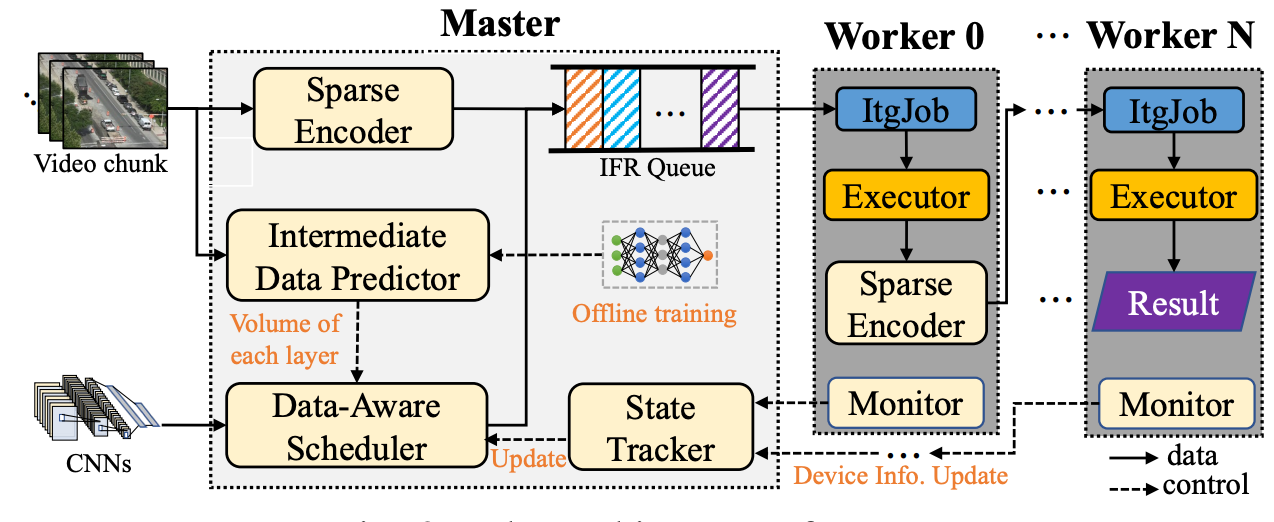 Master
Worker 0
...
Worker N
Sparse
Encoder
...
IFR Queue
Video chunk
ItgJob
...
ItgJob
Executor
...
Executor
Intermediate
Data Predictor
Offline training
Sparse
Encoder
...
Result
Volume of
each layer
Data-Aware
Scheduler
State
Tracker
Monitor
Monitor
CNNs
Update
...
Device Info. Update
data
control